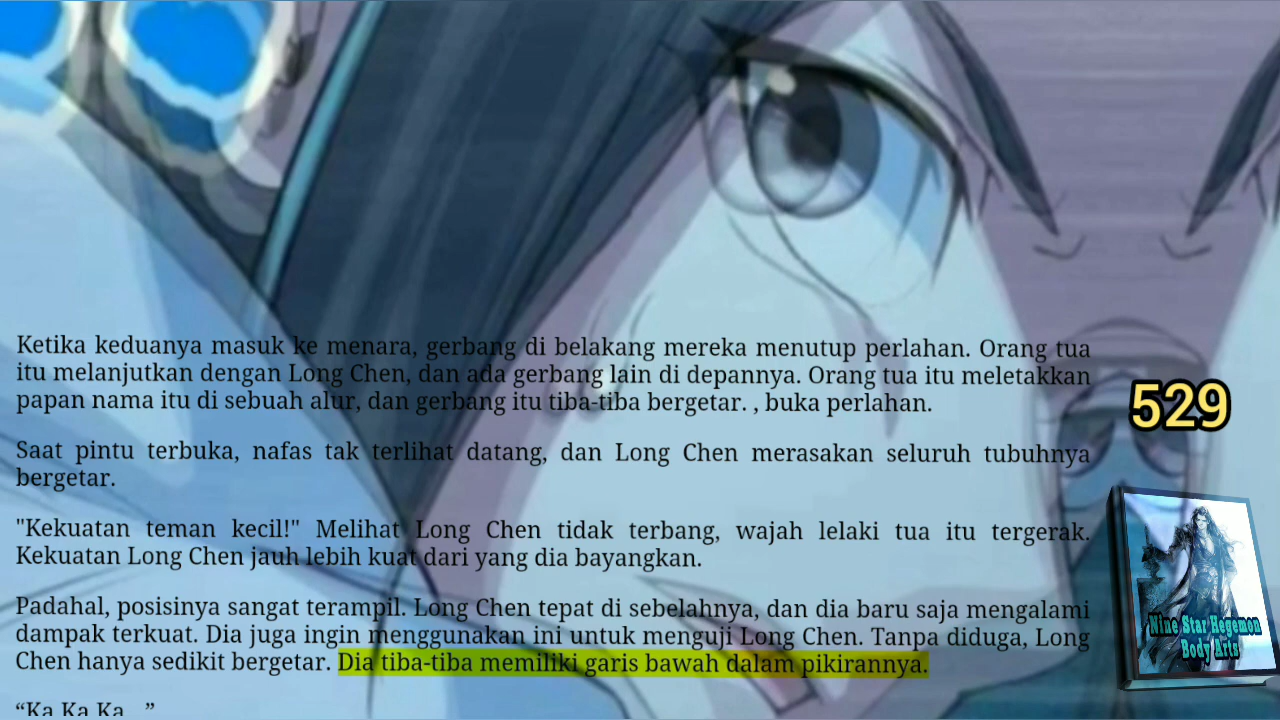 Ketika keduanya masuk ke menara, gerbang di belakang mereka menutup perlahan. Orang tua
itu melanjutkan dengan Long Chen, dan ada gerbang lain di depannya. Orang tua itu meletakkan
papan nama itu di sebuah alur, dan gerbang itu tiba-tiba bergetar. , buka perlahan.
Saat pintu terbuka, nafas tak terlihat datang, dan Long Chen merasakan seluruh tubuhnya
bergetar.
"Kekuatan teman kecil!" Melihat Long Chen tidak terbang, wajah lelaki tua itu tergerak.
Kekuatan Long Chen jauh lebih kuat dari yang dia bayangkan.
Padahal, posisinya sangat terampil. Long Chen tepat di sebelahnya, dan dia baru saja mengalami
dampak terkuat. Dia juga ingin menggunakan ini untuk menguji Long Chen. Tanpa diduga, Long
Chen hanya sedikit bergetar. Dia tiba-tiba memiliki garis bawah dalam pikirannya.
“Ka Ka Ka…”
529
Nine Star Hegemon
Body Arts